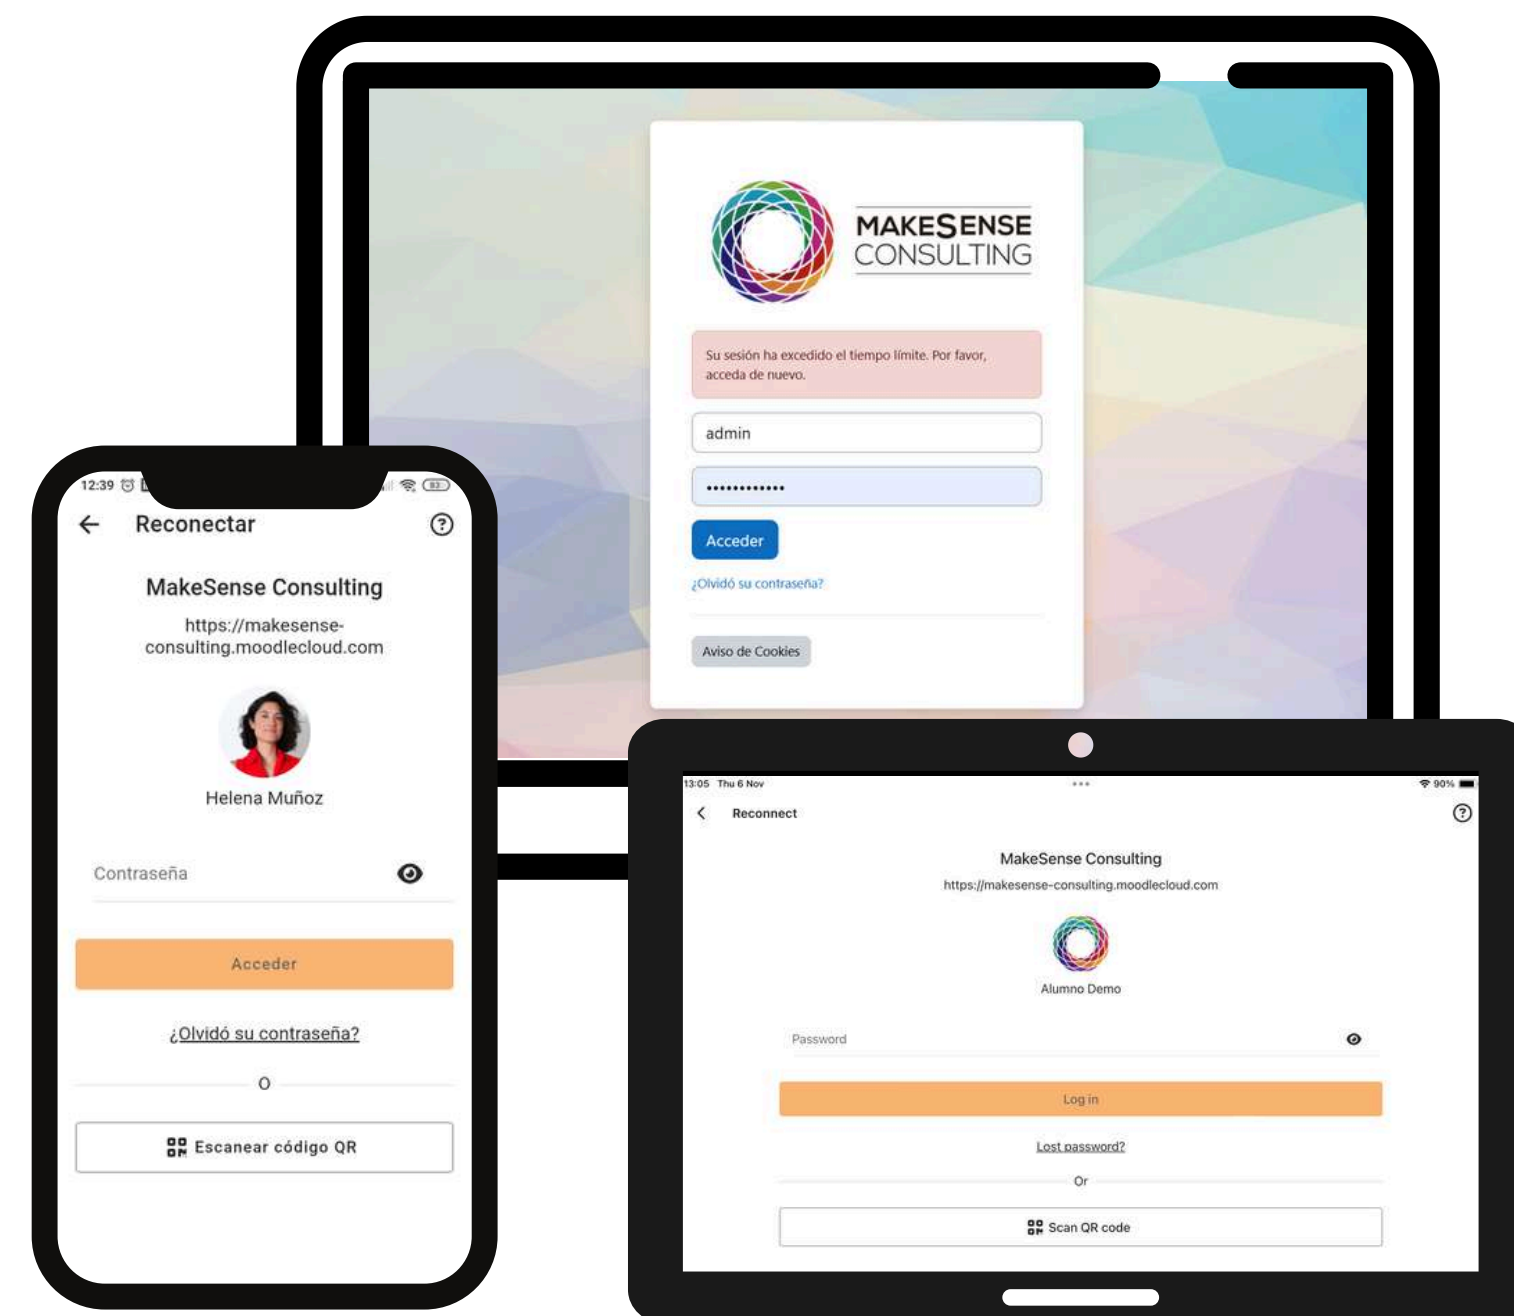 MAKESENSE
CONSULTING
Su sesión ha excedido el tiempo límite. Por favor,
acceda de nuevo.
admin
••••••••••••
Acceder
¿Olvidó su contraseña?
Aviso de Cookies
12:39
83
Reconectar
MakeSense Consulting
https://makesense-
consulting.moodlecloud.com
Helena Muñoz
Contraseña
Acceder
¿Olvidó su contraseña?
O
Escanear código QR
13:05 Thu 6 Nov
90%
Reconnect
MakeSense Consulting
https://makesense-consulting.moodlecloud.com
Alumno Demo
Password
Log in
Lost password?
Or
Scan QR code